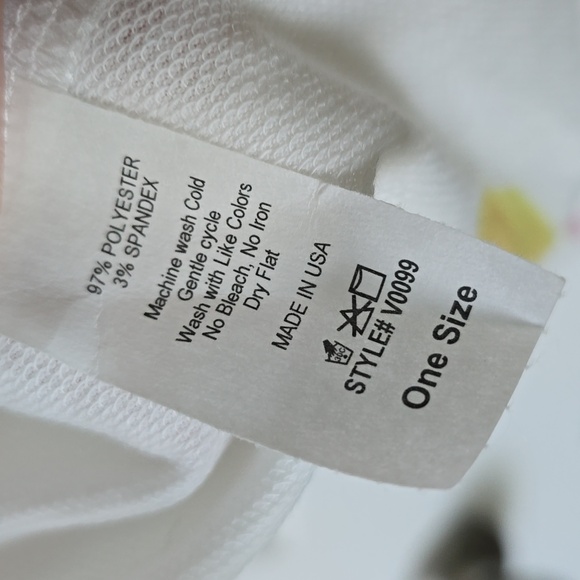 97% POLYESTER
3% SPANDEX
Machine wash Cold
Gentle cycle
Wash with Like Colors
No Bleach, No Iron
Dry Flat
MADE IN USA
STYLE# V0099
One Size